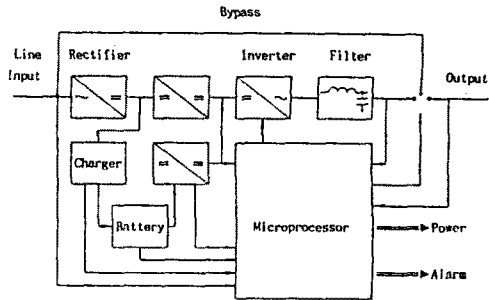 Bypass
Line
Input
Rectifier
Inverter
Filter
Output
Charger
Battery
Microprocessor
Power
Alarm